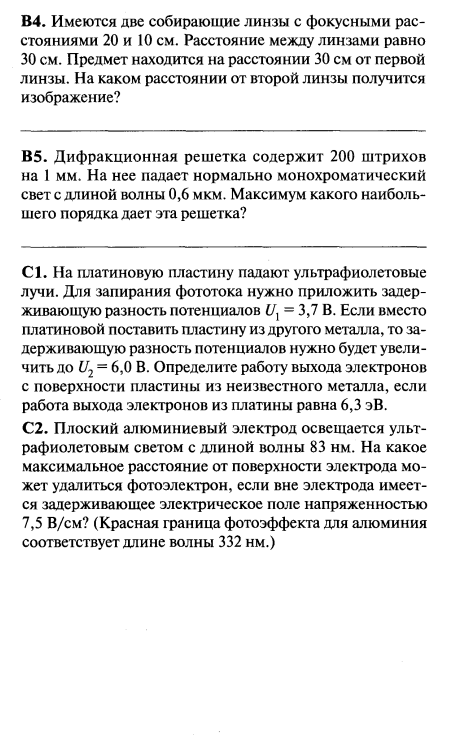 В4. Имеются две собирающие линзы с фокусными рас-
стояниями 20 и 10 см. Расстояние между линзами равно
30 см. Предмет находится на расстоянии 30 см от первой
линзы. На каком расстоянии от второй линзы получится
изображение?
В5. Дифракционная решетка содержит 200 штрихов
на 1 мм. На нее падает нормально монохроматический
свет с длиной волны 0,6 мкм. Максимум какого наиболь-
шего порядка дает эта решетка?
С1. На платиновую пластину падают ультрафиолетовые
лучи. Для запирания фототока нужно приложить задер-
живающую разность потенциалов U₁ = 3,7 В. Если вместо
платиновой поставить пластину из другого металла, то за-
держивающую разность потенциалов нужно будет увели-
чить до U₂ = 6,0 В. Определите работу выхода электронов
с поверхности пластины из неизвестного металла, если
работа выхода электронов из платины равна 6,3 эВ.
С2. Плоский алюминиевый электрод освещается ульт-
рафиолетовым светом с длиной волны 83 нм. На какое
максимальное расстояние от поверхности электрода мо-
жет удалиться фотоэлектрон, если вне электрода имеет-
ся задерживающее электрическое поле напряженностью
7,5 В/см? (Красная граница фотоэффекта для алюминия
соответствует длине волны 332 нм.)